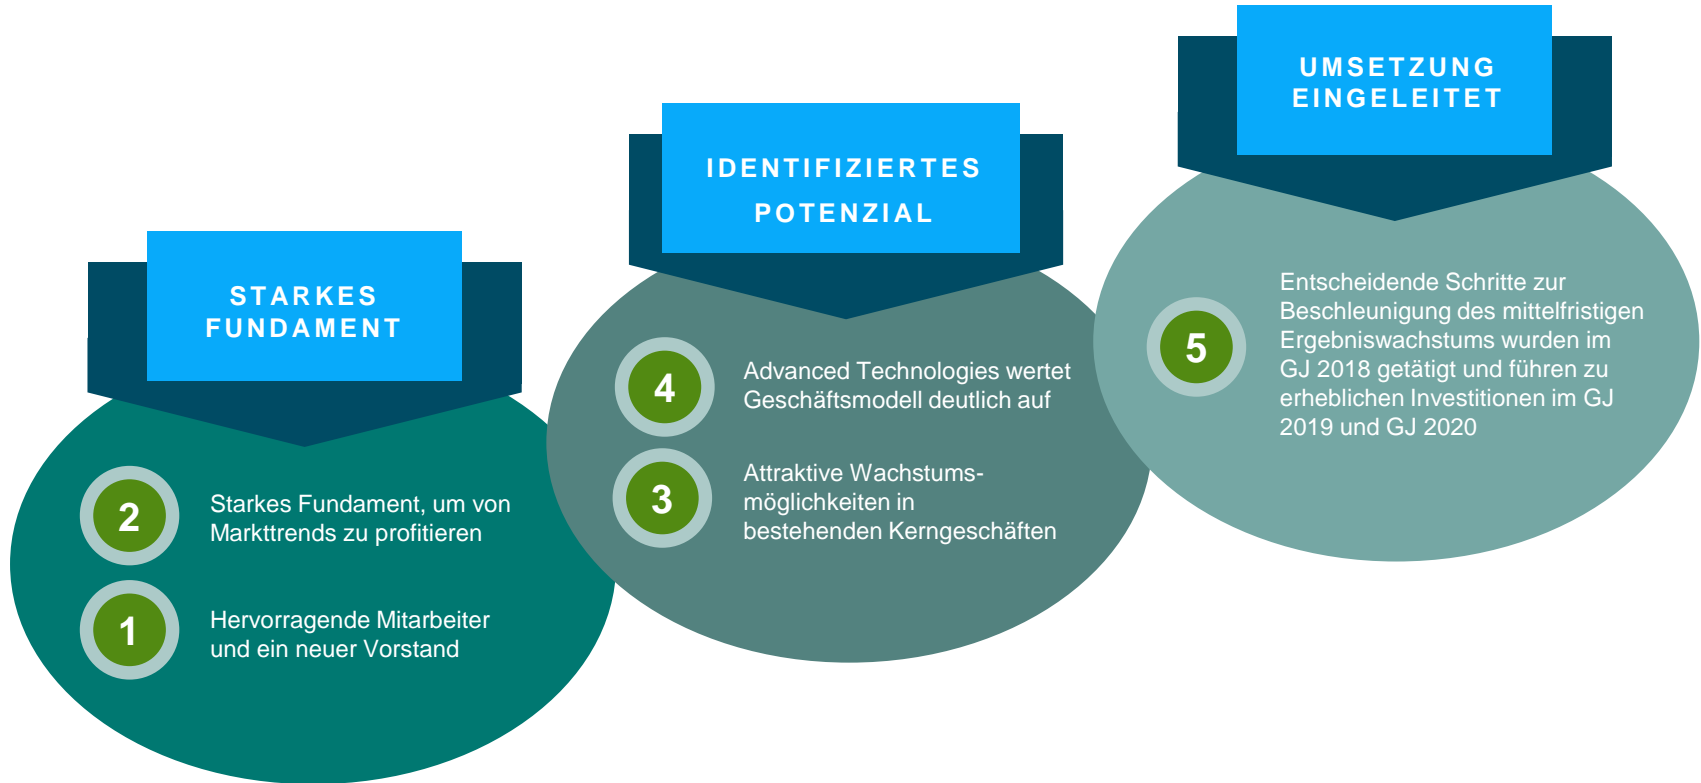 STARKES
FUNDAMENT
2
Starkes Fundament, um von
Markttrends zu profitieren
1
Hervorragende Mitarbeiter
und ein neuer Vorstand
IDENTIFIZIERTES
POTENZIAL
4
Advanced Technologies wertet
Geschäftsmodell deutlich auf
3
Attraktive Wachstums-
möglichkeiten in
bestehenden Kerngeschäften
UMSETZUNG
EINGELEITET
5
Entscheidende Schritte zur
Beschleunigung des mittelfristigen
Ergebniswachstums wurden im
GJ 2018 getätigt und führen zu
erheblichen Investitionen im GJ
2019 und GJ 2020